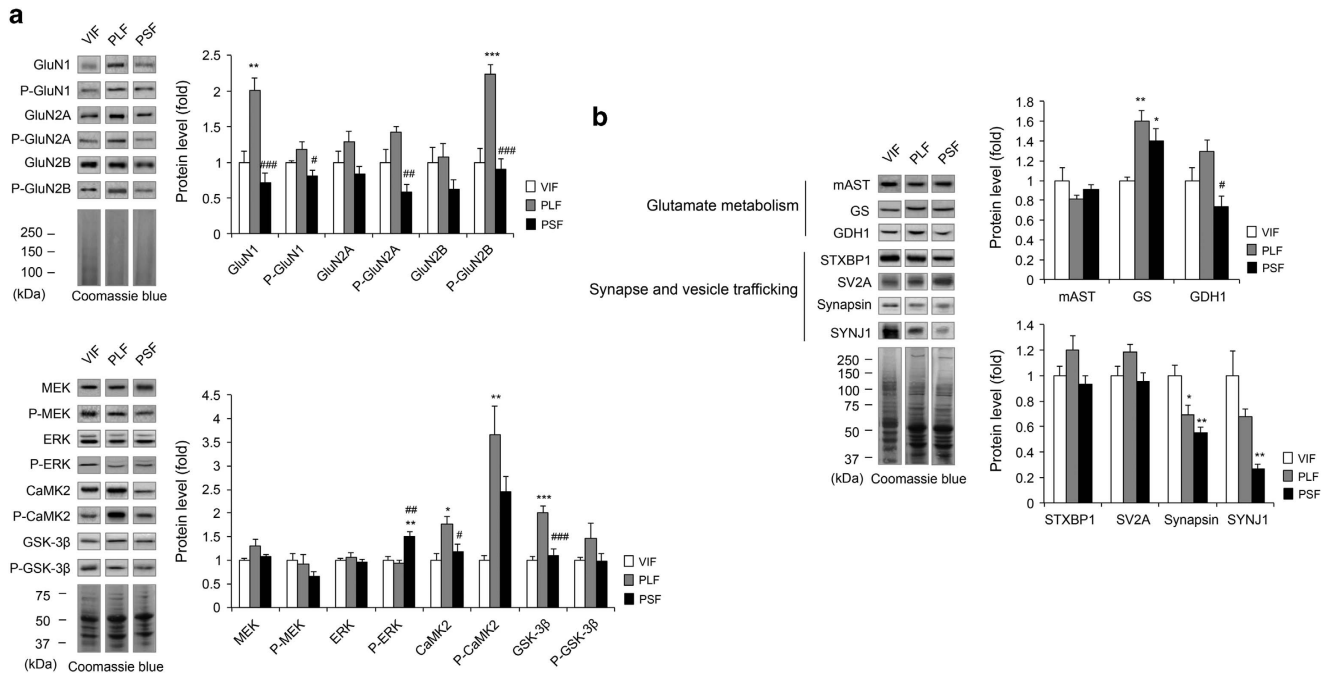 a
VIF PLF PSF
GluN1
P-GluN1
GluN2A
P-GluN2A
GluN2B
P-GluN2B
250
150
100
(kDa)
Coomassie blue
Protein level (fold)
2.5
2
1.5
1
0.5
0
** ### # ## *** ###
GluN1 P-GluN1 GluN2A P-GluN2A GluN2B P-GluN2B
VIF
PLF
PSF
VIF PLF PSF
MEK
P-MEK
ERK
P-ERK
CaMK2
P-CaMK2
GSK-3β
P-GSK-3β
75
50
37
(kDa)
Coomassie blue
Protein level (fold)
4.5
4
3.5
3
2.5
2
1.5
1
0.5
0
##
** * # ** *** ###
MEK P-MEK ERK P-ERK CaMK2 P-CaMK2 GSK-3β P-GSK-3β
VIF
PLF
PSF
b
VIF PLF PSF
Glutamate metabolism
mAST
GS
GDH1
Synapse and vesicle trafficking
STXBP1
SV2A
Synapsin
SYNJ1
250
150
100
75
50
37
(kDa)
Coomassie blue
Protein level (fold)
1.8
1.6
1.4
1.2
1
0.8
0.6
0.4
0.2
0
** * #
mAST GS GDH1
VIF
PLF
PSF
Protein level (fold)
1.4
1.2
1
0.8
0.6
0.4
0.2
0
* ** **
STXBP1 SV2A Synapsin SYNJ1
VIF
PLF
PSF